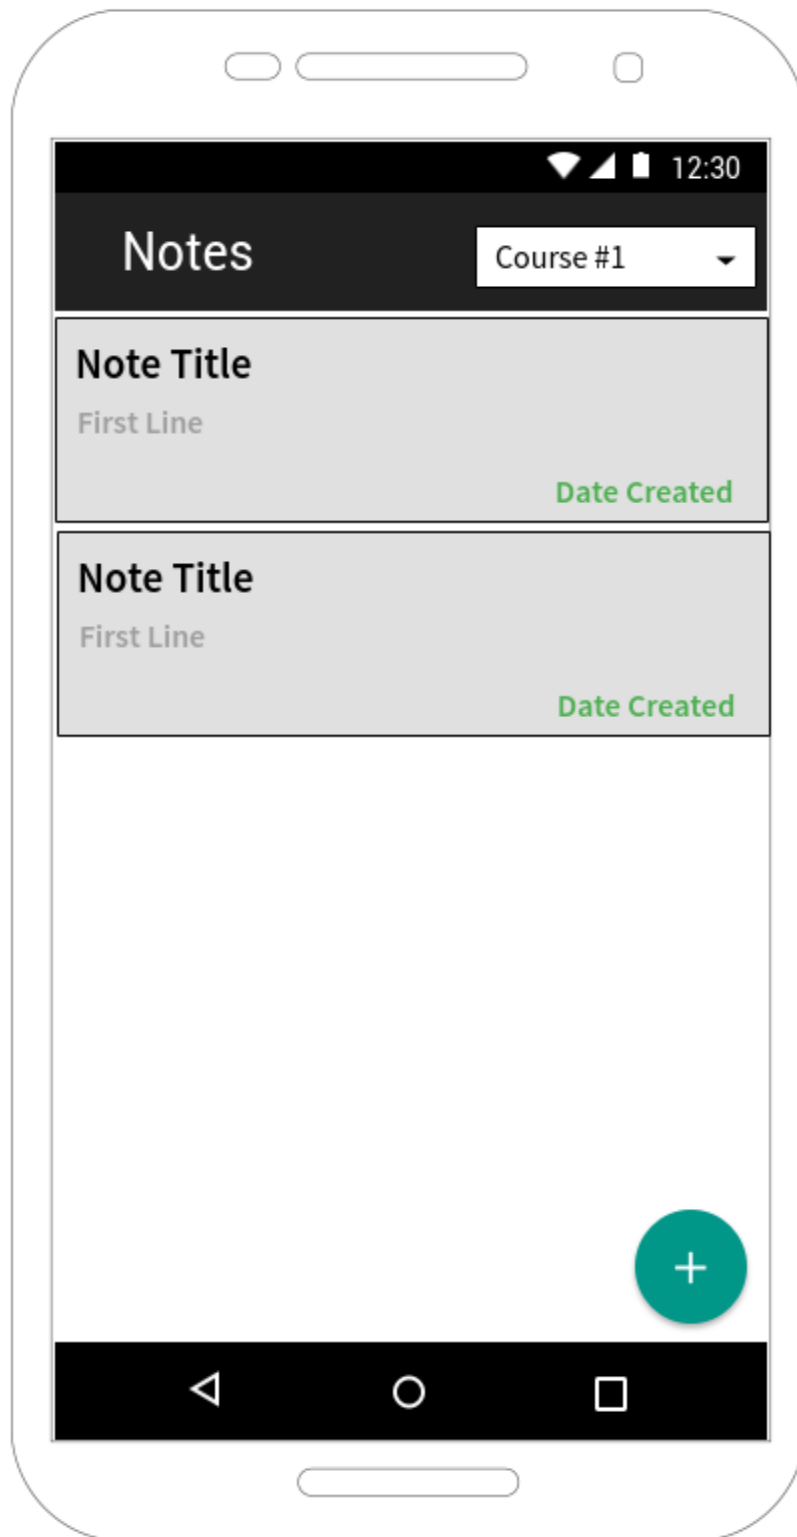 12:30
Notes
Course #1
Note Title
First Line
Date Created
Note Title
First Line
Date Created